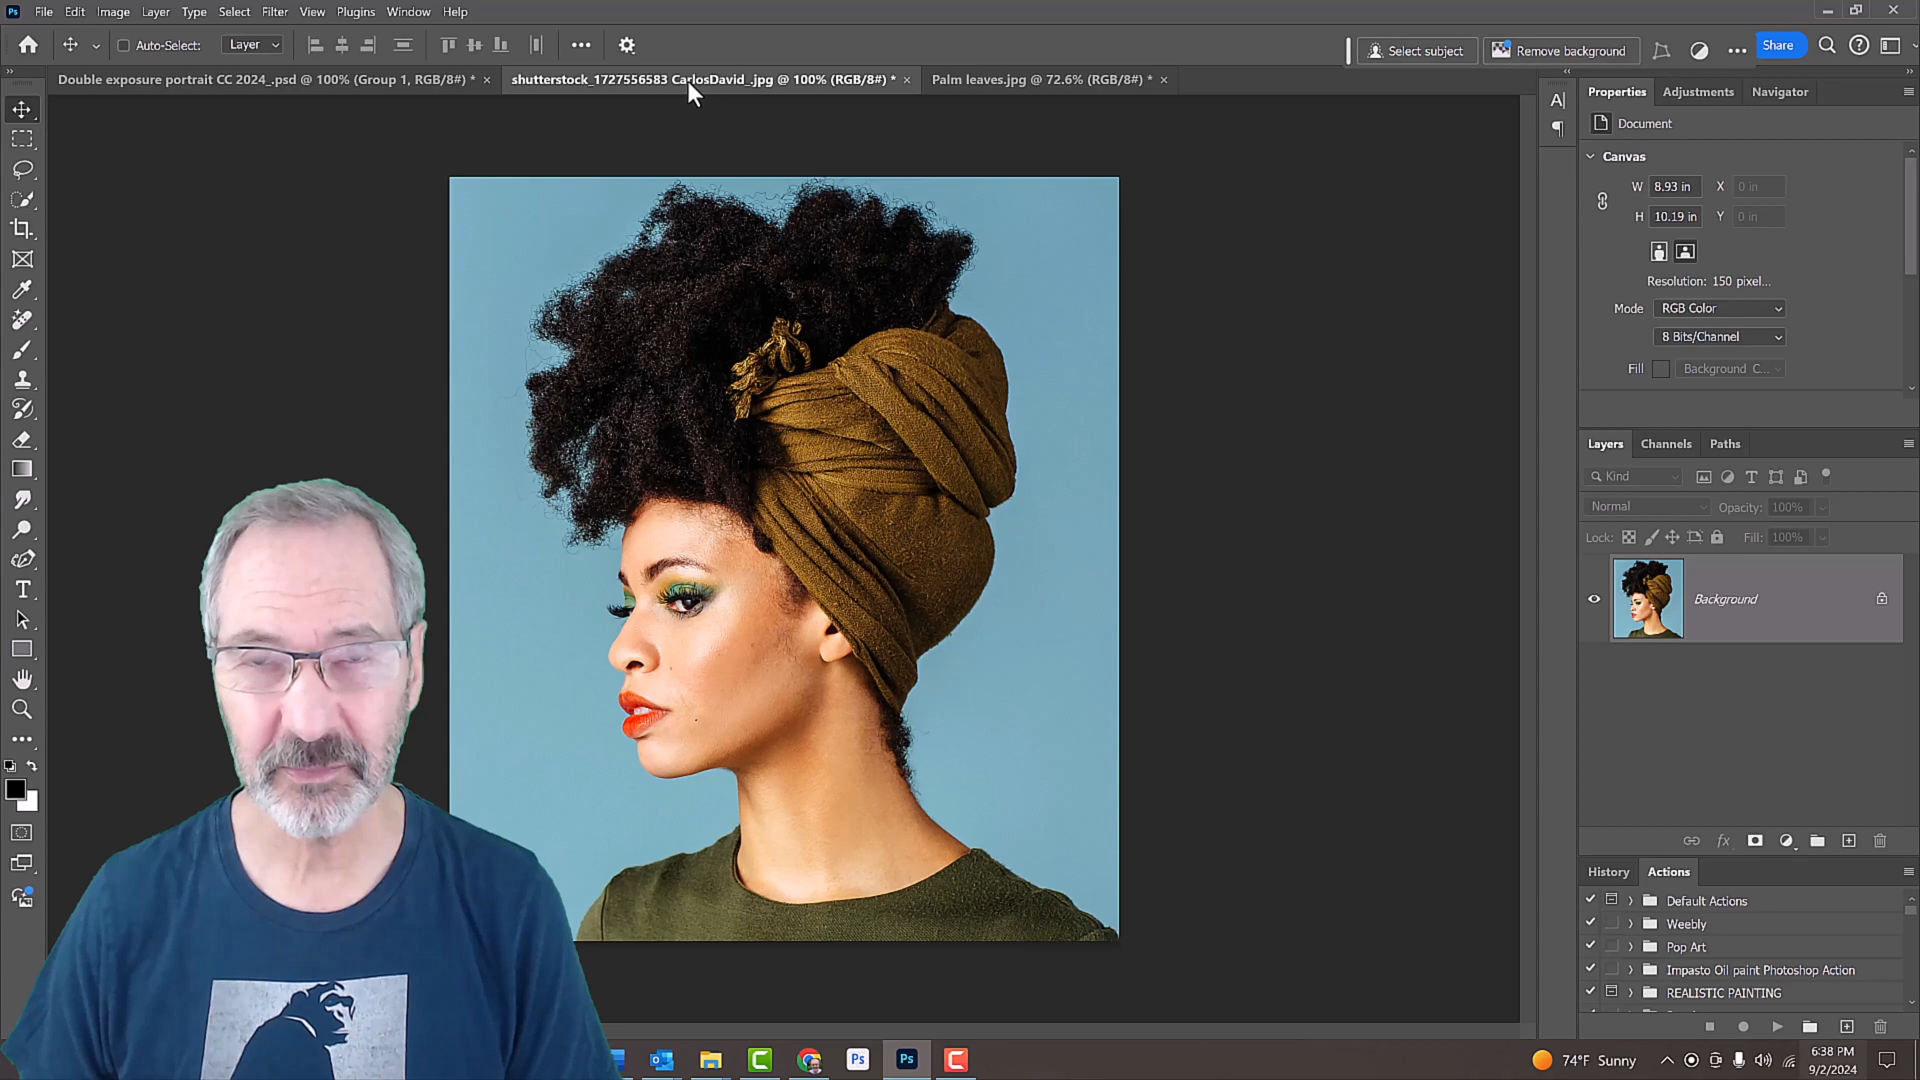 Ps File Edit Image Layer Type Select Filter View Plugins Window Help
Auto-Select: Layer Select subject Remove background Share
Double exposure portrait CC 2024_.psd @ 100% (Group 1, RGB/8#) * × shutterstock_1727556583 CarlosDavid_.jpg @ 100% (RGB/8#) * × Palm leaves.jpg @ 72.6% (RGB/8#) * ×
Properties Adjustments Navigator
Document
Canvas
W 8.93 in X 0 in
H 10.19 in Y 0 in
Resolution: 150 pixel...
Mode RGB Color
8 Bits/Channel
Fill Background C...
Layers Channels Paths
Kind
Normal Opacity: 100%
Lock: Fill: 100%
Background
History Actions
Default Actions
Weebly
Pop Art
Impasto Oil paint Photoshop Action
REALISTIC PAINTING
Ps Ps 74°F Sunny 6:38 PM
9/2/2024